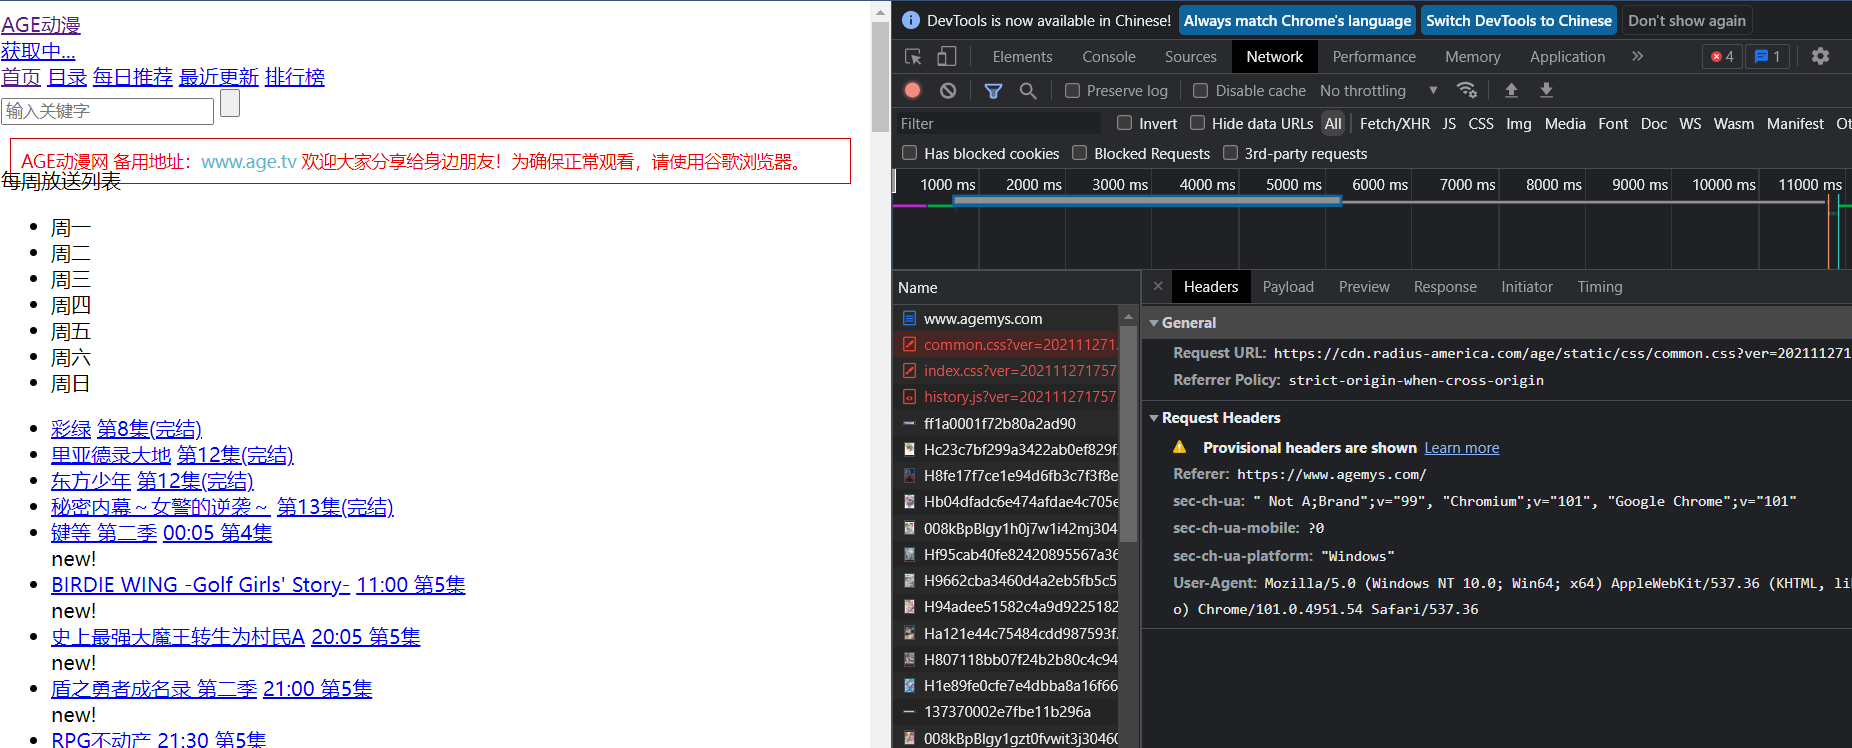 AGE动漫
获取中...
首页 目录 每日推荐 最近更新 排行榜
输入关键字
AGE动漫网 备用地址：www.age.tv 欢迎大家分享给身边朋友！为确保正常观看，请使用谷歌浏览器。
每周放送列表
周一
周二
周三
周四
周五
周六
周日
彩绿 第8集(完结)
里亚德录大地 第12集(完结)
东方少年 第12集(完结)
秘密内幕～女警的逆袭～ 第13集(完结)
键等 第二季 00:05 第4集
new!
BIRDIE WING -Golf Girls' Story- 11:00 第5集
new!
史上最强大魔王转生为村民A 20:05 第5集
new!
盾之勇者成名录 第二季 21:00 第5集
new!
RPG不动产 21:30 第5集
DevTools is now available in Chinese! Always match Chrome's language Switch DevTools to Chinese Don't show again
Elements Console Sources Network Performance Memory Application » 4 1
Preserve log Disable cache No throttling
Filter Invert Hide data URLs All Fetch/XHR JS CSS Img Media Font Doc WS Wasm Manifest Ot
Has blocked cookies Blocked Requests 3rd-party requests
1000 ms 2000 ms 3000 ms 4000 ms 5000 ms 6000 ms 7000 ms 8000 ms 9000 ms 10000 ms 11000 ms
Name
www.agemys.com
common.css?ver=202111271.
index.css?ver=202111271757
history.js?ver=202111271757
ff1a0001f72b80a2ad90
Hc23c7bf299a3422ab0ef829f.
H8fe17f7ce1e94d6fb3c7f3f8e
Hb04dfadc6e474afdae4c705e
008kBpBlgy1h0j7w1i42mj304
Hf95cab40fe82420895567a36
H9662cba3460d4a2eb5fb5c5
H94adee51582c4a9d9225182
Ha121e44c75484cdd987593f.
H807118bb07f24b2b80c4c94
H1e89fe0cfe7e4dbba8a16f66
137370002e7fbe11b296a
008kBpBlgy1gzt0fvwit3j30460
Headers Payload Preview Response Initiator Timing
General
Request URL: https://cdn.radius-america.com/age/static/css/common.css?ver=202111271
Referrer Policy: strict-origin-when-cross-origin
Request Headers
Provisional headers are shown Learn more
Referer: https://www.agemys.com/
sec-ch-ua: " Not A;Brand";v="99", "Chromium";v="101", "Google Chrome";v="101"
sec-ch-ua-mobile: ?0
sec-ch-ua-platform: "Windows"
User-Agent: Mozilla/5.0 (Windows NT 10.0; Win64; x64) AppleWebKit/537.36 (KHTML, li
o) Chrome/101.0.4951.54 Safari/537.36